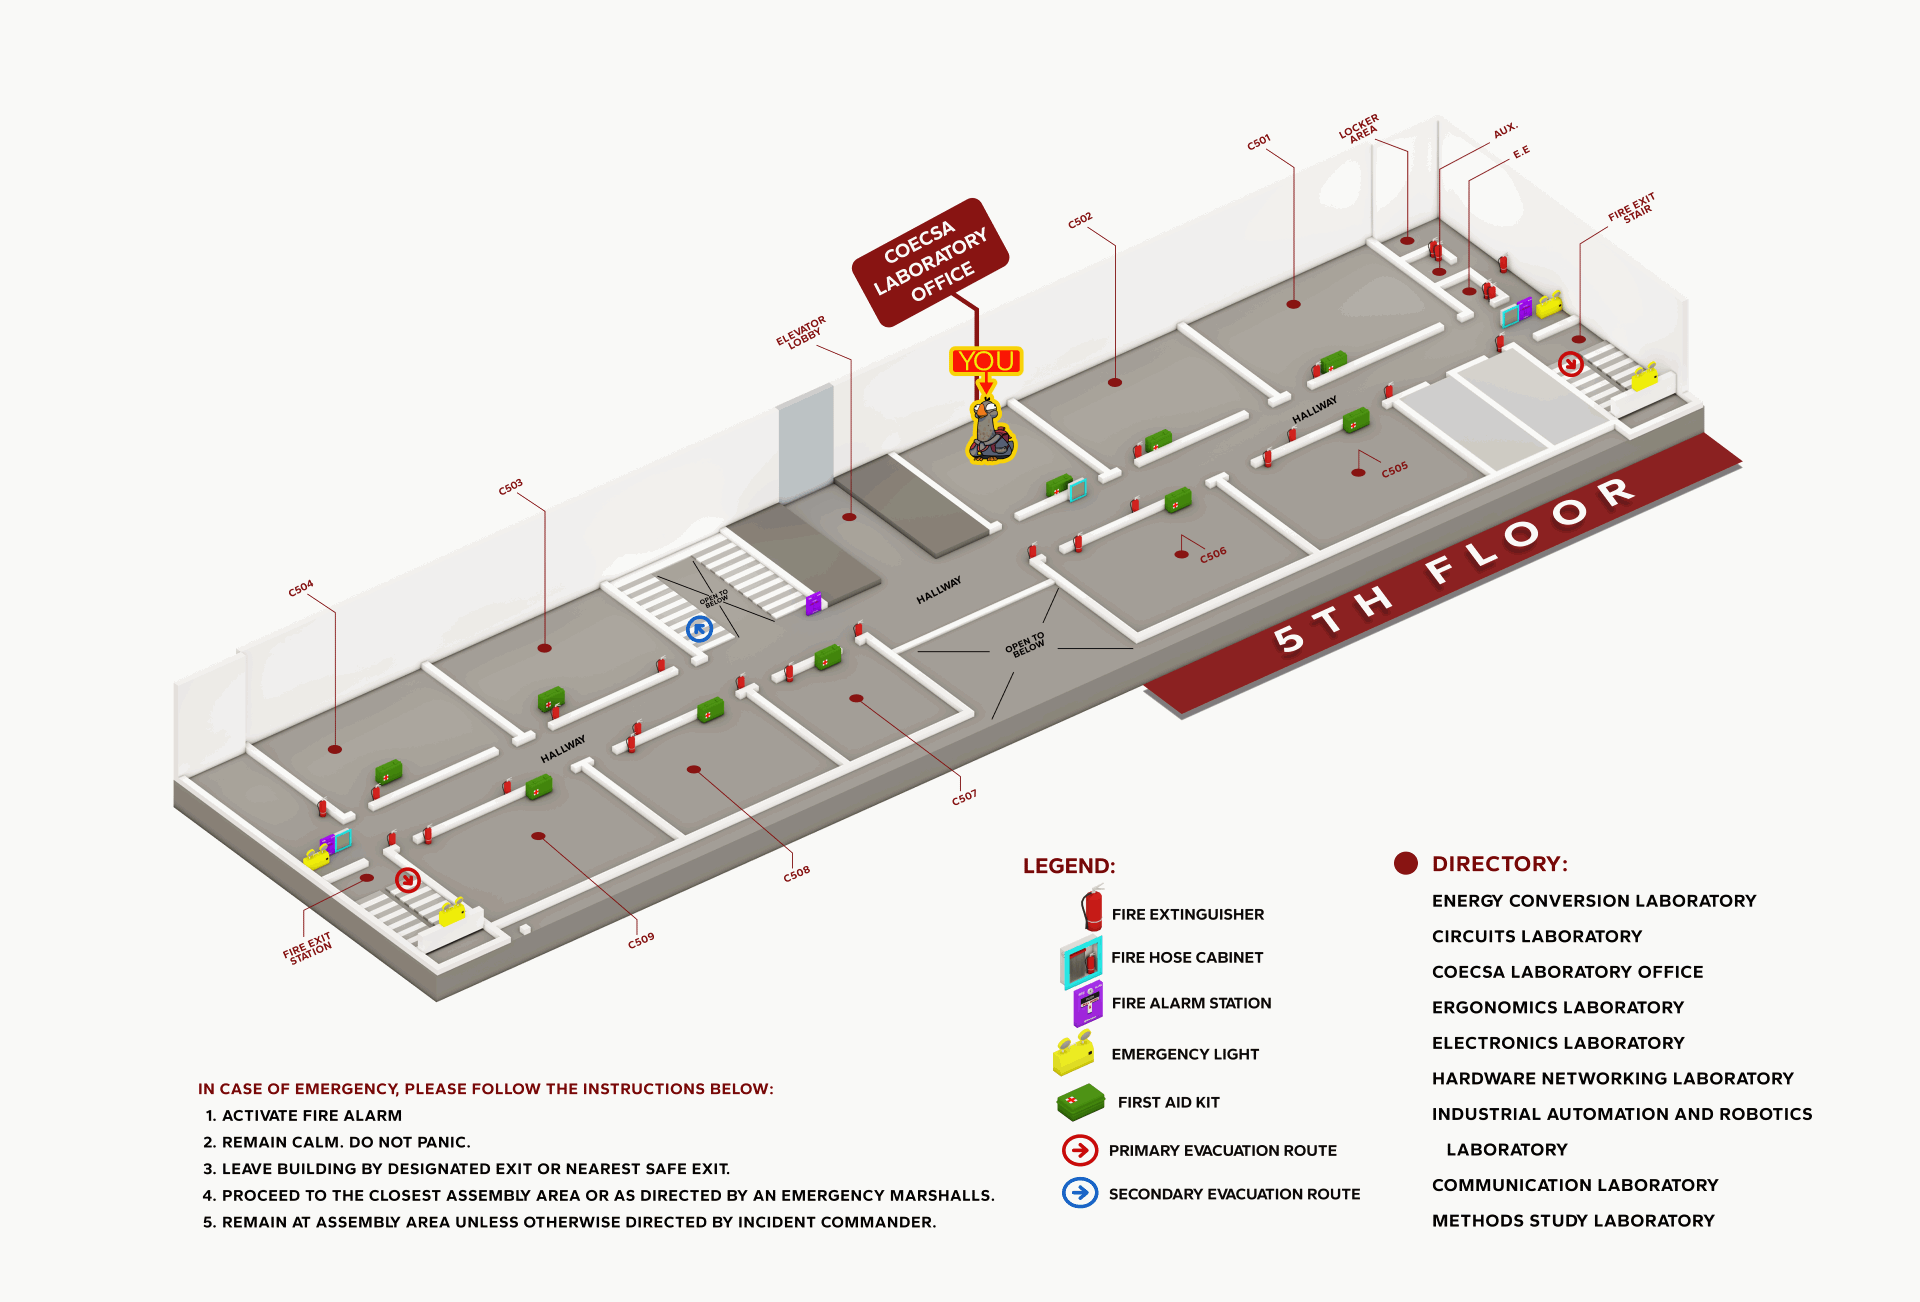 LOCKER
AREA
AUX.
E.E
C501
FIRE EXIT
STAIR
C502
COECSA
LABORATORY
OFFICE
ELEVATOR
LOBBY
YOU
HALLWAY
C505
C503
5TH FLOOR
C506
C504
OPEN TO
BELOW
HALLWAY
OPEN TO
BELOW
HALLWAY
C507
C508
C509
FIRE EXIT
STATION
LEGEND:
FIRE EXTINGUISHER
FIRE HOSE CABINET
FIRE ALARM STATION
EMERGENCY LIGHT
FIRST AID KIT
PRIMARY EVACUATION ROUTE
SECONDARY EVACUATION ROUTE
DIRECTORY:
ENERGY CONVERSION LABORATORY
CIRCUITS LABORATORY
COECSA LABORATORY OFFICE
ERGONOMICS LABORATORY
ELECTRONICS LABORATORY
HARDWARE NETWORKING LABORATORY
INDUSTRIAL AUTOMATION AND ROBOTICS
LABORATORY
COMMUNICATION LABORATORY
METHODS STUDY LABORATORY
IN CASE OF EMERGENCY, PLEASE FOLLOW THE INSTRUCTIONS BELOW:
1. ACTIVATE FIRE ALARM
2. REMAIN CALM. DO NOT PANIC.
3. LEAVE BUILDING BY DESIGNATED EXIT OR NEAREST SAFE EXIT.
4. PROCEED TO THE CLOSEST ASSEMBLY AREA OR AS DIRECTED BY AN EMERGENCY MARSHALLS.
5. REMAIN AT ASSEMBLY AREA UNLESS OTHERWISE DIRECTED BY INCIDENT COMMANDER.